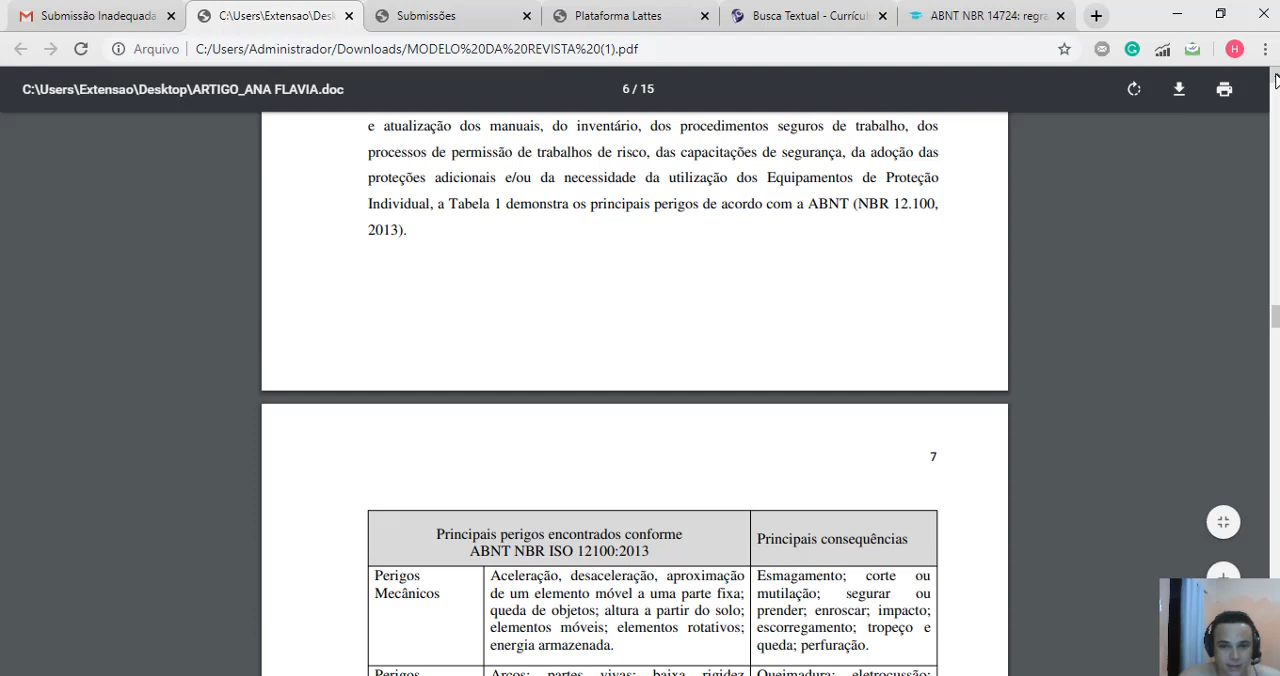 Submissão Inadequada
C:\Users\Extensao\Des
Submissões
Plataforma Lattes
Busca Textual - Currícu
ABNT NBR 14724: regra
Arquivo
C:/Users/Administrador/Downloads/MODELO%20DA%20REVISTA%20(1).pdf
H
C:\Users\Extensao\Desktop\ARTIGO_ANA FLAVIA.doc
6 / 15
e atualização dos manuais, do inventário, dos procedimentos seguros de trabalho, dos
processos de permissão de trabalhos de risco, das capacitações de segurança, da adoção das
proteções adicionais e/ou da necessidade da utilização dos Equipamentos de Proteção
Individual, a Tabela 1 demonstra os principais perigos de acordo com a ABNT (NBR 12.100,
2013).
7
Principais perigos encontrados conforme
ABNT NBR ISO 12100:2013
Principais consequências
Perigos
Mecânicos
Aceleração, desaceleração, aproximação
de um elemento móvel a uma parte fixa;
queda de objetos; altura a partir do solo;
elementos móveis; elementos rotativos;
energia armazenada.
Esmagamento; corte ou
mutilação; segurar ou
prender; enroscar; impacto;
escorregamento; tropeço e
queda; perfuração.
Perigos
Arcos; partes vivas; baixa rigidez
Queimadura; eletrocussão;